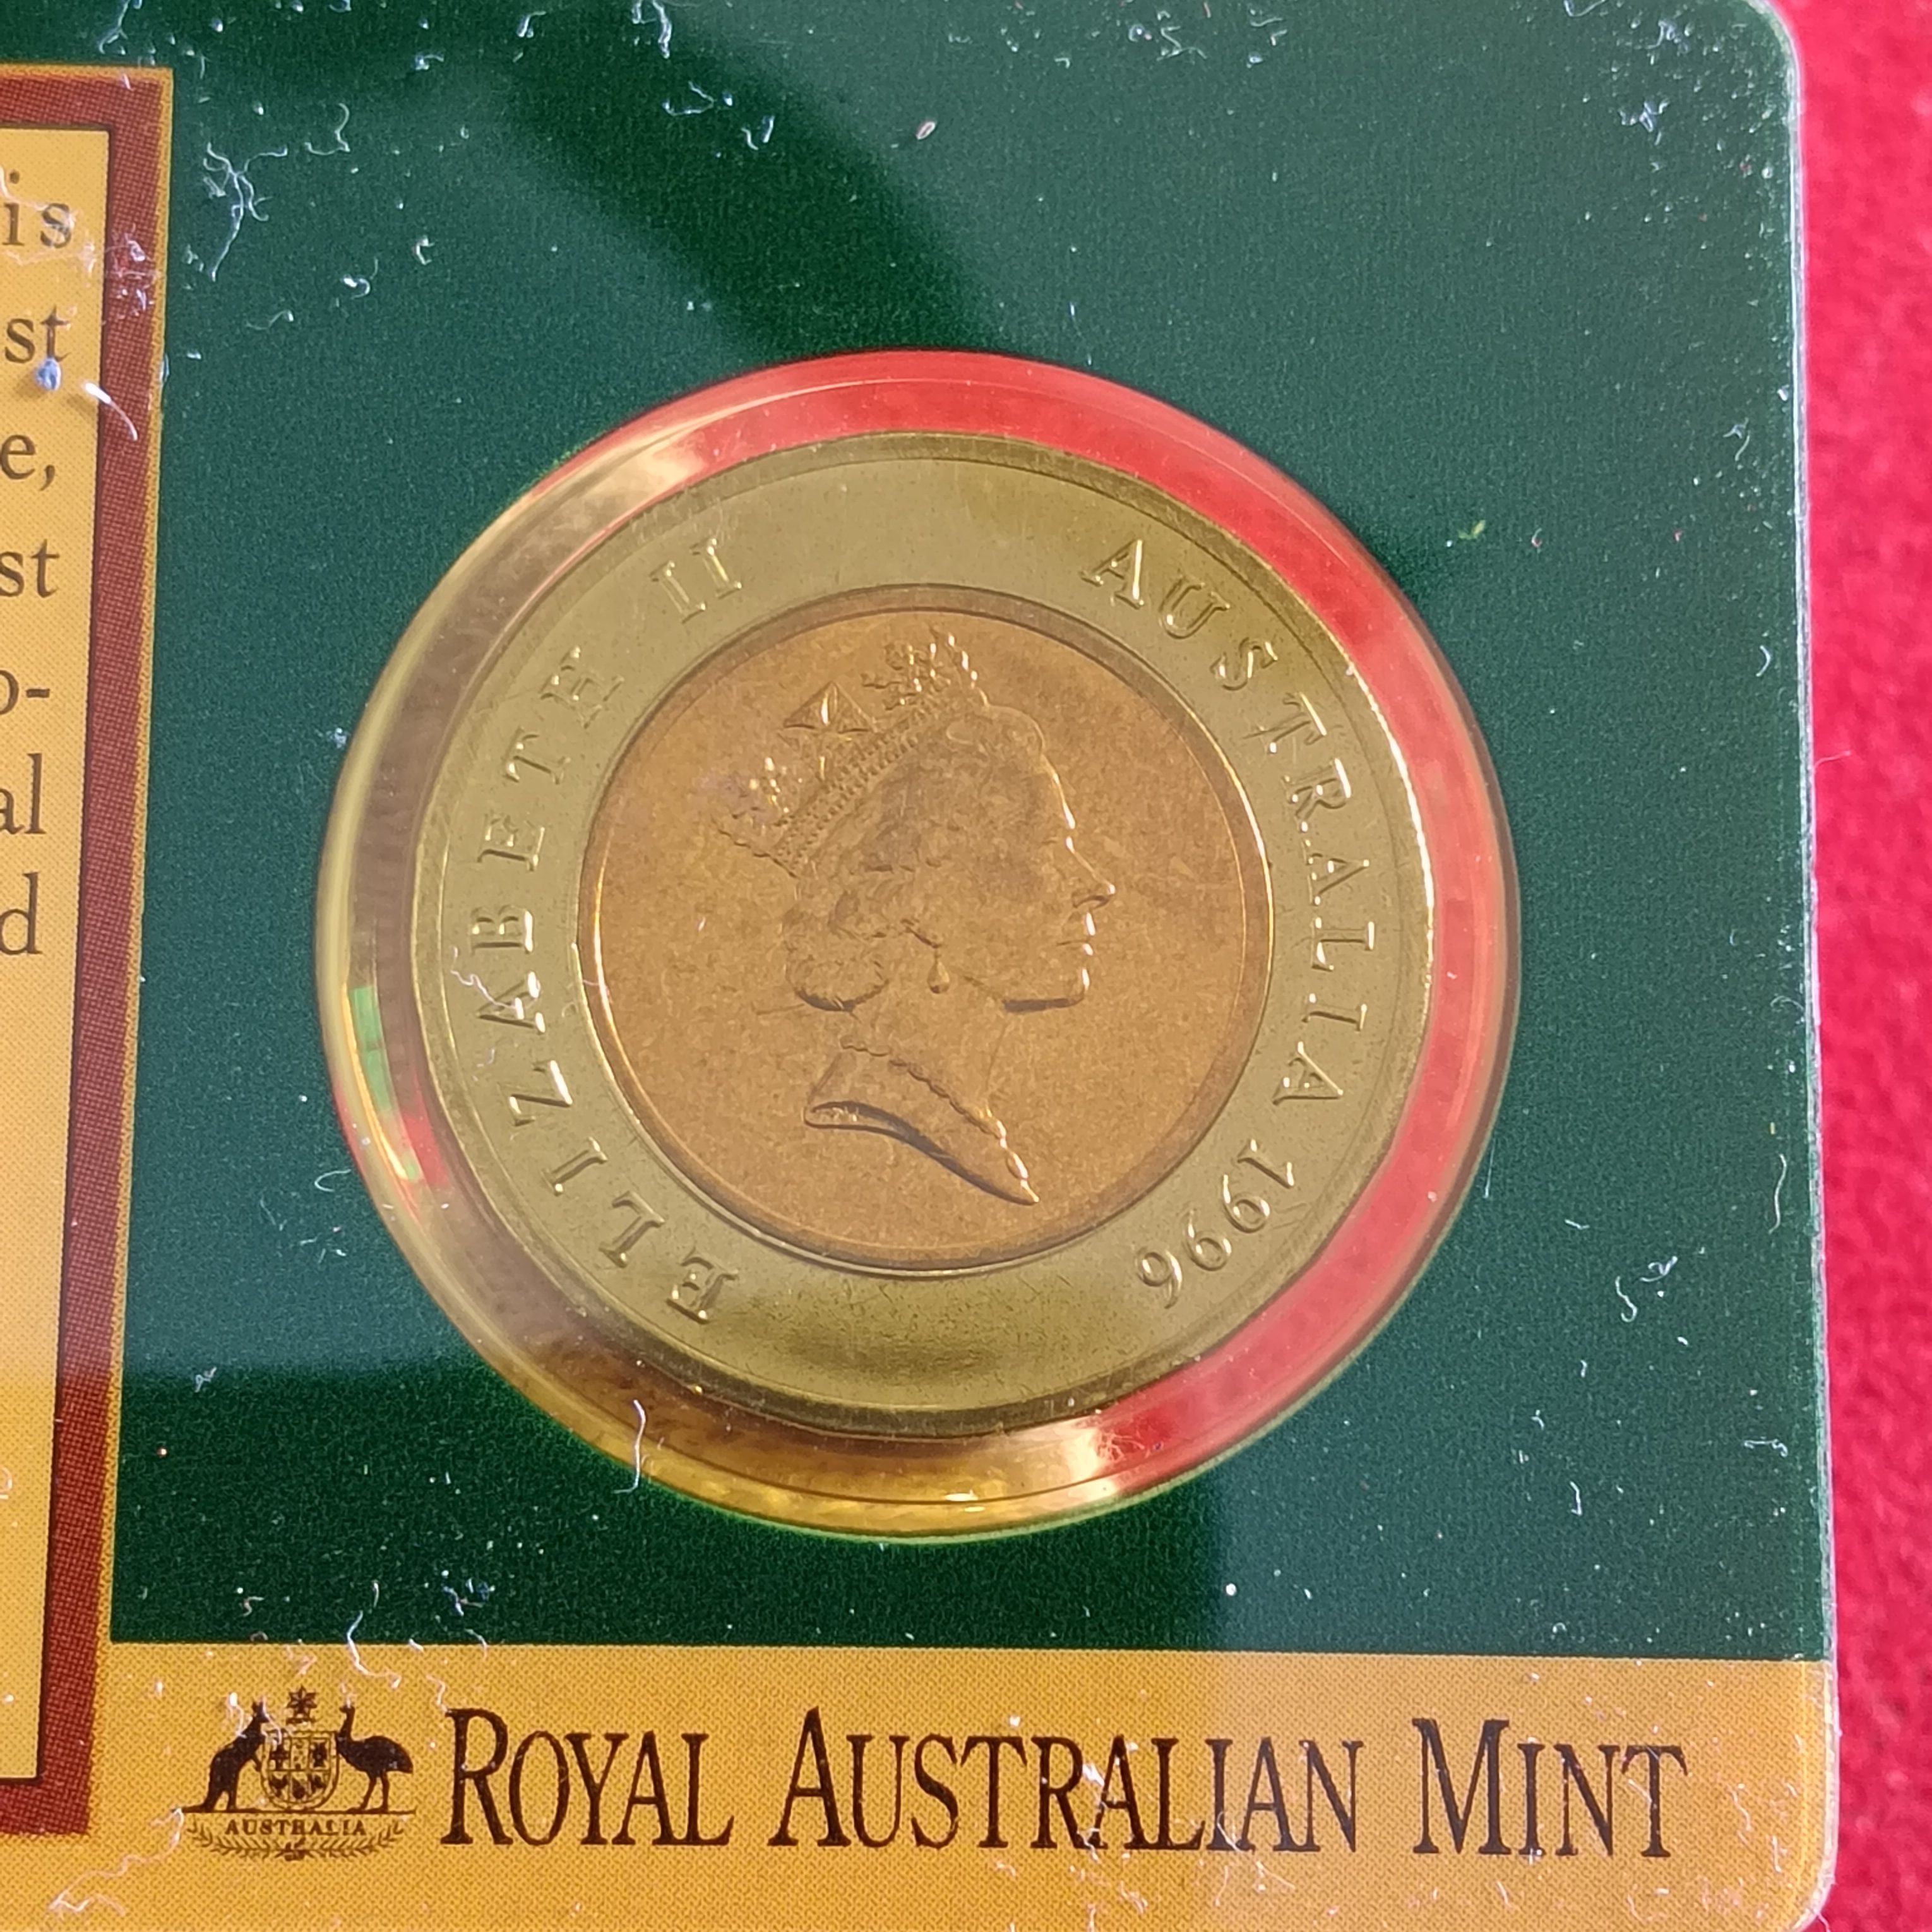 is
st
e,
st
o-
al
d
ELIZABETH II
AUSTRALIA 1996
AUSTRALIA
ROYAL AUSTRALIAN MINT